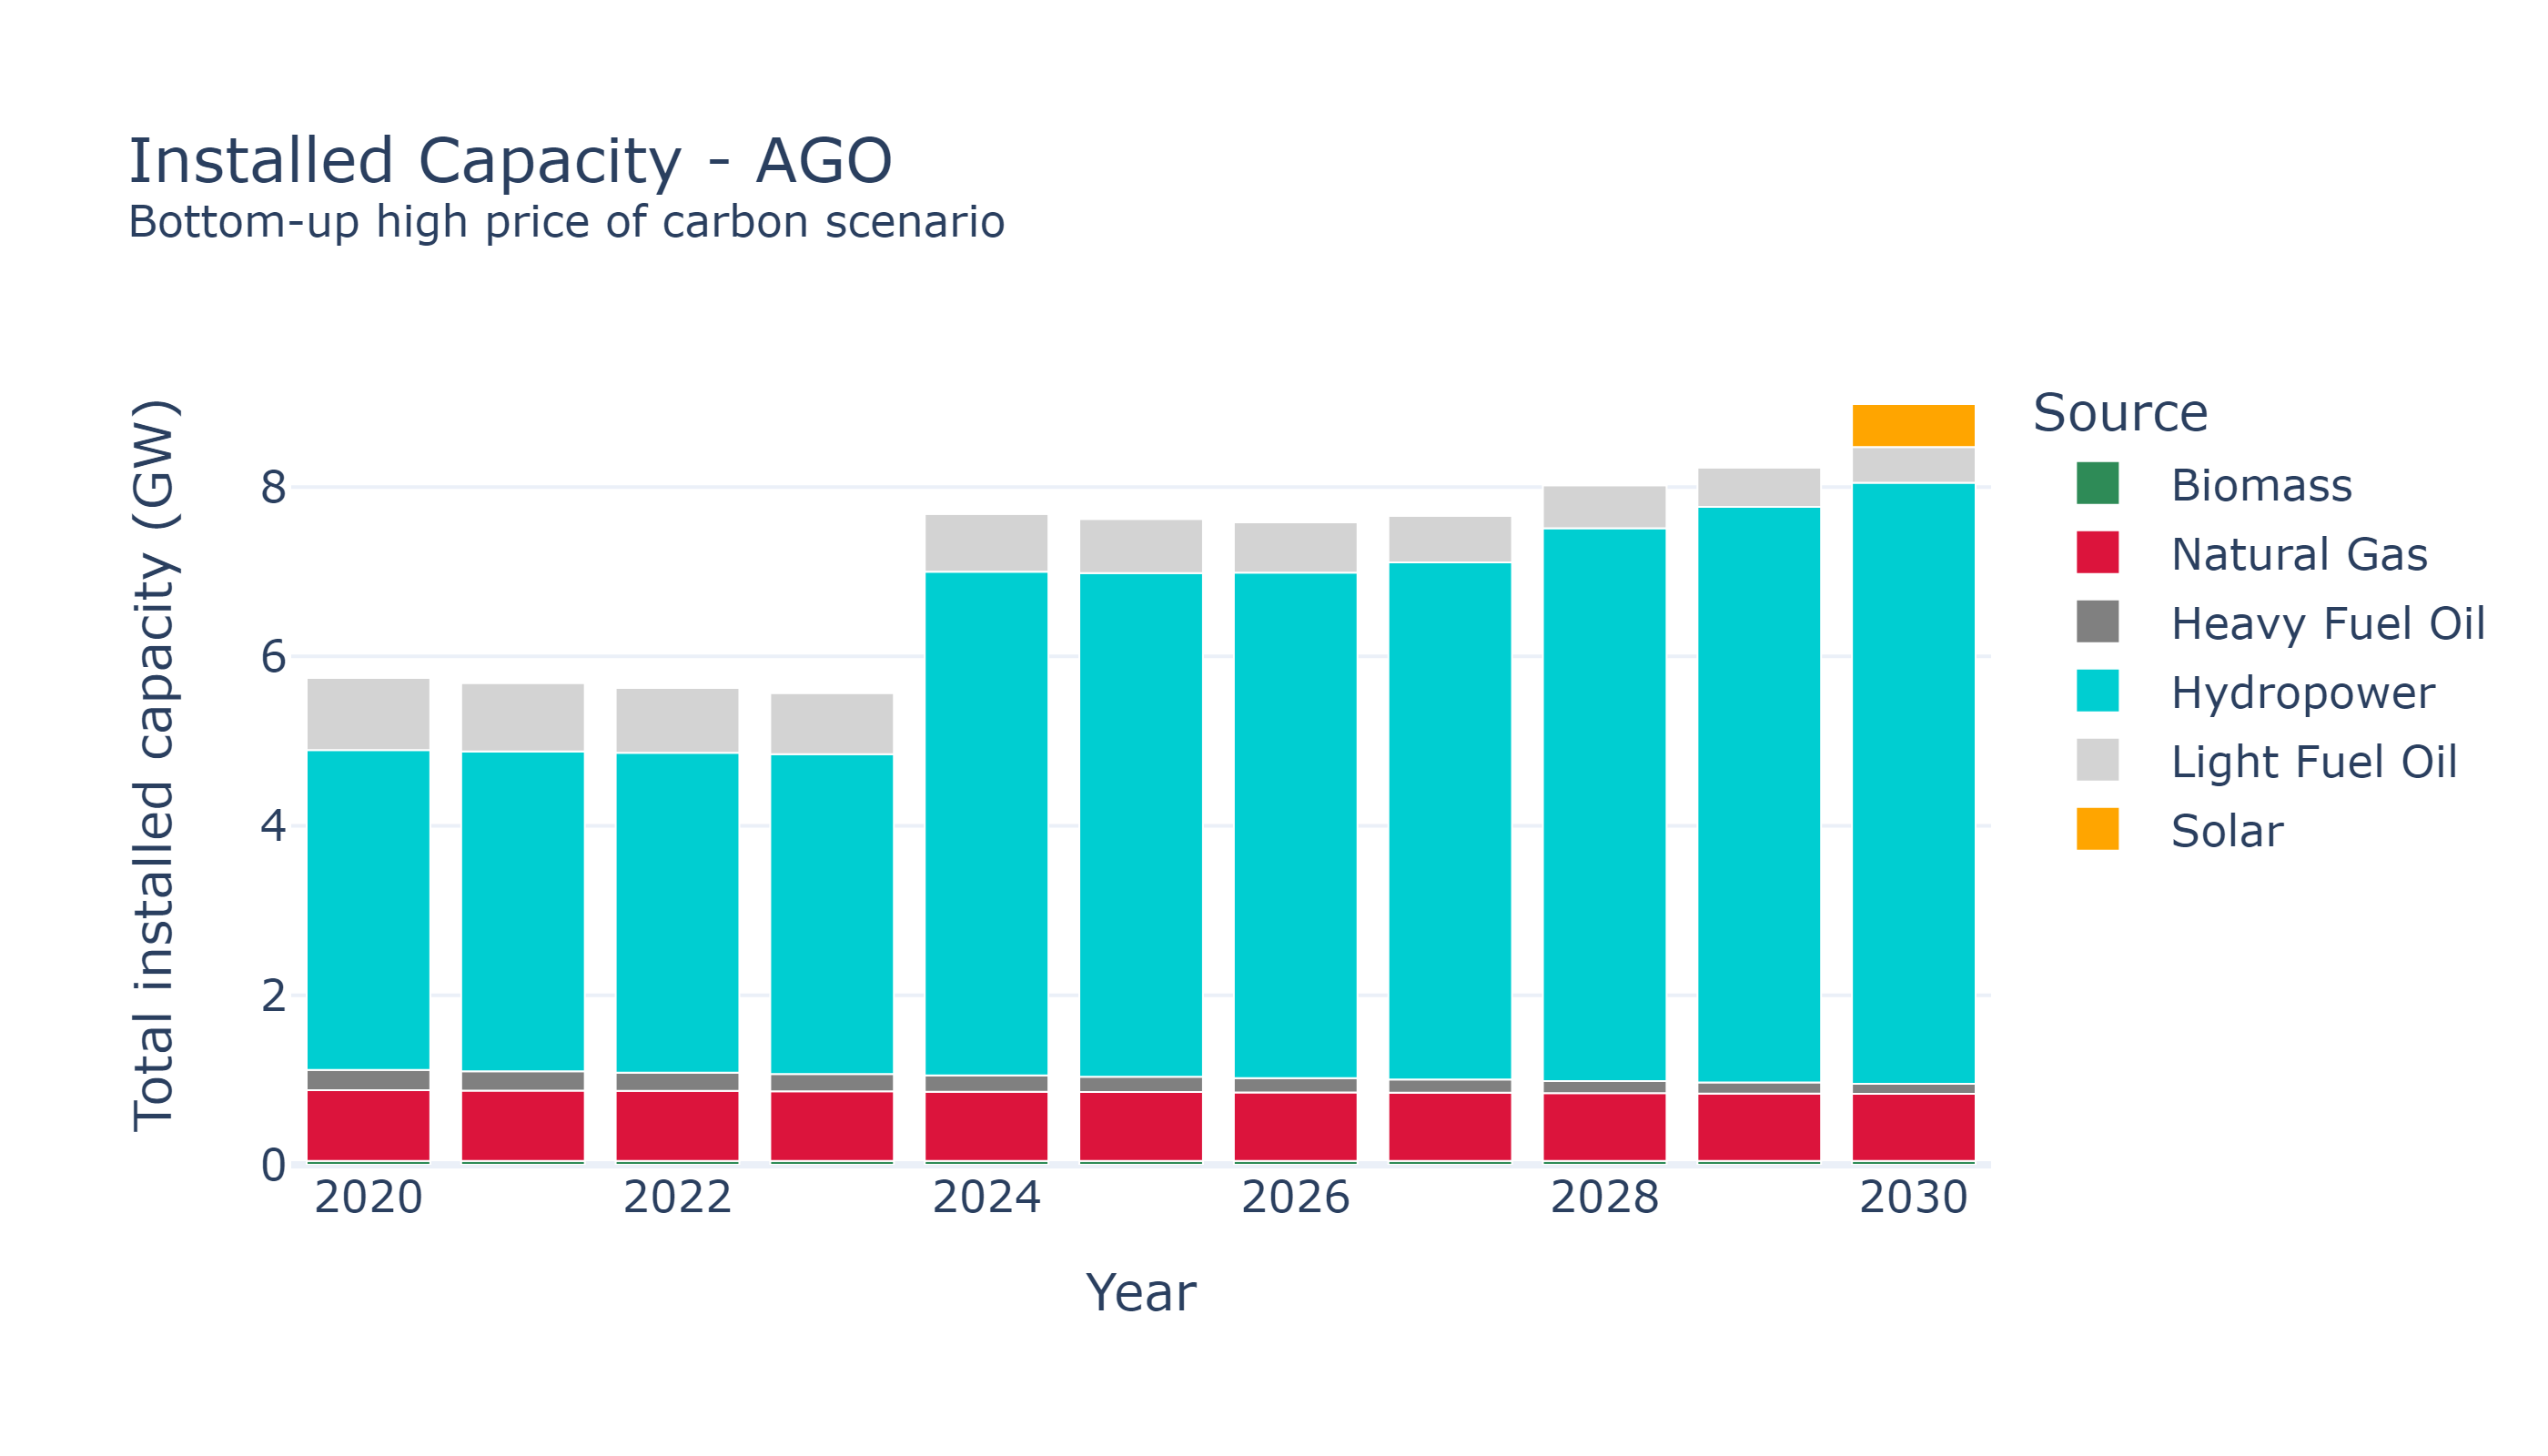 Installed Capacity - AGO
Bottom-up high price of carbon scenario
Total installed capacity (GW)
8
6
4
2
0
2020
2022
2024
2026
2028
2030
Year
Source
Biomass
Natural Gas
Heavy Fuel Oil
Hydropower
Light Fuel Oil
Solar